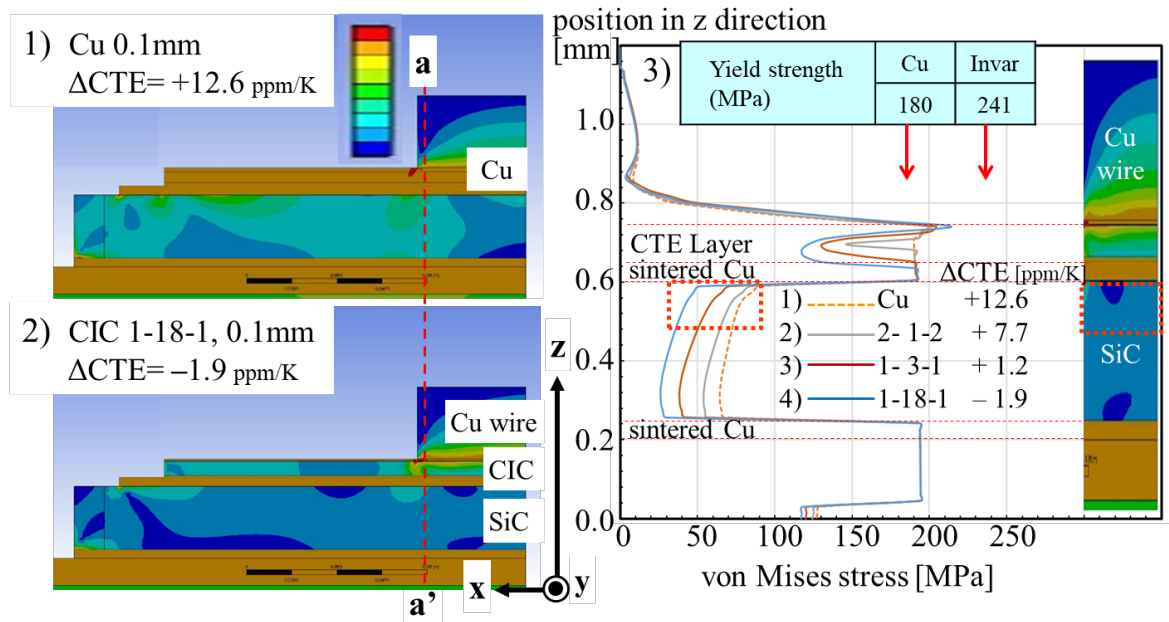 1) Cu 0.1mm
ΔCTE= +12.6 ppm/K
a
Cu
2) CIC 1-18-1, 0.1mm
ΔCTE= –1.9 ppm/K
Cu wire
CIC
SiC
z
x
y
a’
position in z direction
[mm]
3)
Yield strength (MPa) Cu Invar
180 241
1.0
0.8
0.6
0.4
0.2
0.0
CTE Layer
sintered Cu
ΔCTE [ppm/K]
1) Cu +12.6
2) 2- 1-2 + 7.7
3) 1- 3-1 + 1.2
4) 1-18-1 – 1.9
sintered Cu
Cu
wire
SiC
0 50 100 150 200 250
von Mises stress [MPa]